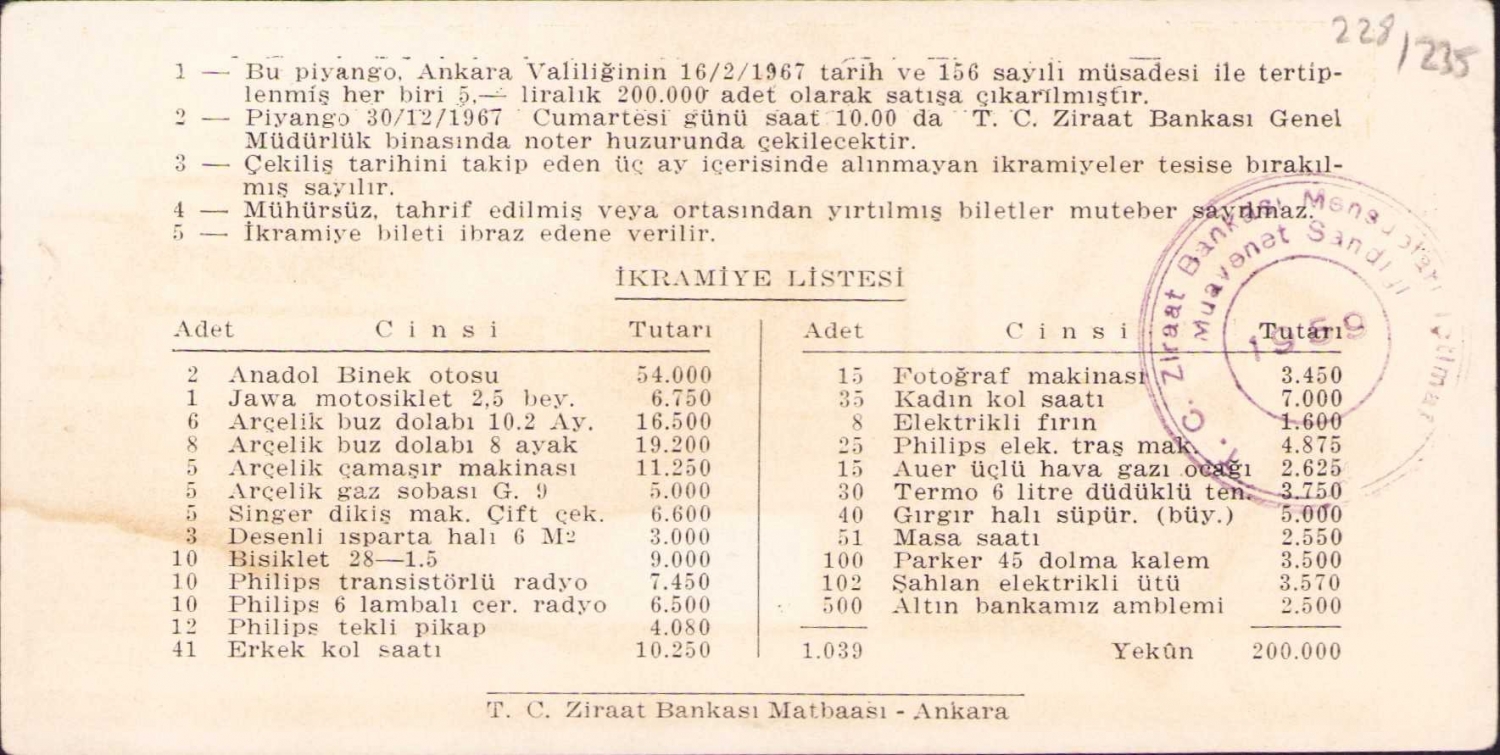 228/235
1 — Bu piyango, Ankara Valiliğinin 16/2/1967 tarih ve 156 sayılı müsadesi ile tertip-
lenmiş her biri 5,— liralık 200.000 adet olarak satışa çıkarılmıştır.
2 — Piyango 30/12/1967 Cumartesi günü saat 10.00 da T. C. Ziraat Bankası Genel
Müdürlük binasında noter huzurunda çekilecektir.
3 — Çekiliş tarihini takip eden üç ay içerisinde alınmayan ikramiyeler tesise bırakıl-
mış sayılır.
4 — Mühürsüz, tahrif edilmiş veya ortasından yırtılmış biletler muteber sayılmaz.
5 — İkramiye bileti ibraz edene verilir.
İKRAMİYE LİSTESİ
Adet Cinsi Tutarı
2 Anadol Binek otosu 54.000
1 Jawa motosiklet 2,5 bey. 6.750
6 Arçelik buz dolabı 10.2 Ay. 16.500
8 Arçelik buz dolabı 8 ayak 19.200
5 Arçelik çamaşır makinası 11.250
5 Arçelik gaz sobası G. 9 5.000
5 Singer dikiş mak. Çift çek. 6.600
3 Desenli ısparta halı 6 M2 3.000
10 Bisiklet 28—1.5 9.000
10 Philips transistörlü radyo 7.450
10 Philips 6 lambalı cer. radyo 6.500
12 Philips tekli pikap 4.080
41 Erkek kol saatı 10.250
Adet Cinsi Tutarı
15 Fotoğraf makinası 3.450
35 Kadın kol saatı 7.000
8 Elektrikli fırın 1.600
25 Philips elek. traş mak. 4.875
15 Auer üçlü hava gazı ocağı 2.625
30 Termo 6 litre düdüklü ten. 3.750
40 Gırgır halı süpür. (büy.) 5.000
51 Masa saatı 2.550
100 Parker 45 dolma kalem 3.500
102 Şahlan elektrikli ütü 3.570
500 Altın bankamız amblemi 2.500
1.039 Yekûn 200.000
T. C. Ziraat Bankası Mensupları
Muavenet Sandığı
1959
T. C. Ziraat Bankası Matbaası - Ankara